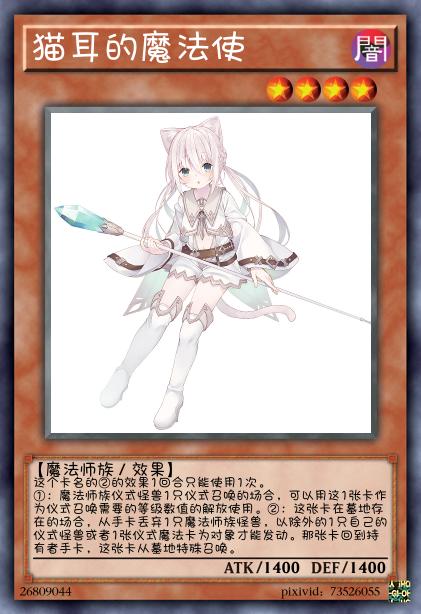 猫耳的魔法使
闇
【魔法师族／效果】
这个卡名的②的效果1回合只能使用1次。
①：魔法师族仪式怪兽1只仪式召唤的场合，可以用这1张卡作
为仪式召唤需要的等级数值的解放使用。②：这张卡在墓地存
在的场合，从手卡丢弃1只魔法师族怪兽，以除外的1只自己的
仪式怪兽或者1张仪式魔法卡为对象才能发动。那张卡回到持
有者手卡，这张卡从墓地特殊召唤。
ATK/1400 DEF/1400
26809044 pixivid: 73526055